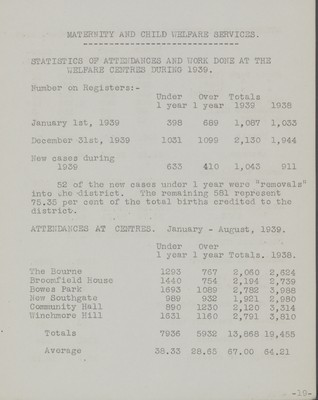 MATERNITY AND CHILD WELFARE SERVICES.
STATISTICS OF ATTENDANCES AND WORK DONE AT THE
WELFARE CENTRES DURING 1939.
Number on Registers:-
Under Over Totals
1 year 1 year 1939 1938
January 1st, 1939 398 689 1,087 1,033
December 31st, 1939 1031 1099 2,130 1,944
New cases during
1939 633 410 1,043 911
52 of the new cases under 1 year were "removals"
into the district. The remaining 581 represent
75.35 per cent of the total births credited to the
district.
ATTENDANCES AT CENTRES. January - August, 1939.
Under Over
1 year 1 year Totals. 1938.
The Bourne 1293 767 2,060 2,624
Broomfield House 1440 754 2,194 2,739
Bowes Park 1693 1089 2,782 3,988
New Southgate 989 932 1,921 2,980
Community Hall 890 1230 2,120 3,314
Winchmore Hill 1631 1160 2,791 3,810
Totals 7936 5932 13,868 19,455
Average 38.33 28.65 67.00 64.21
-10-